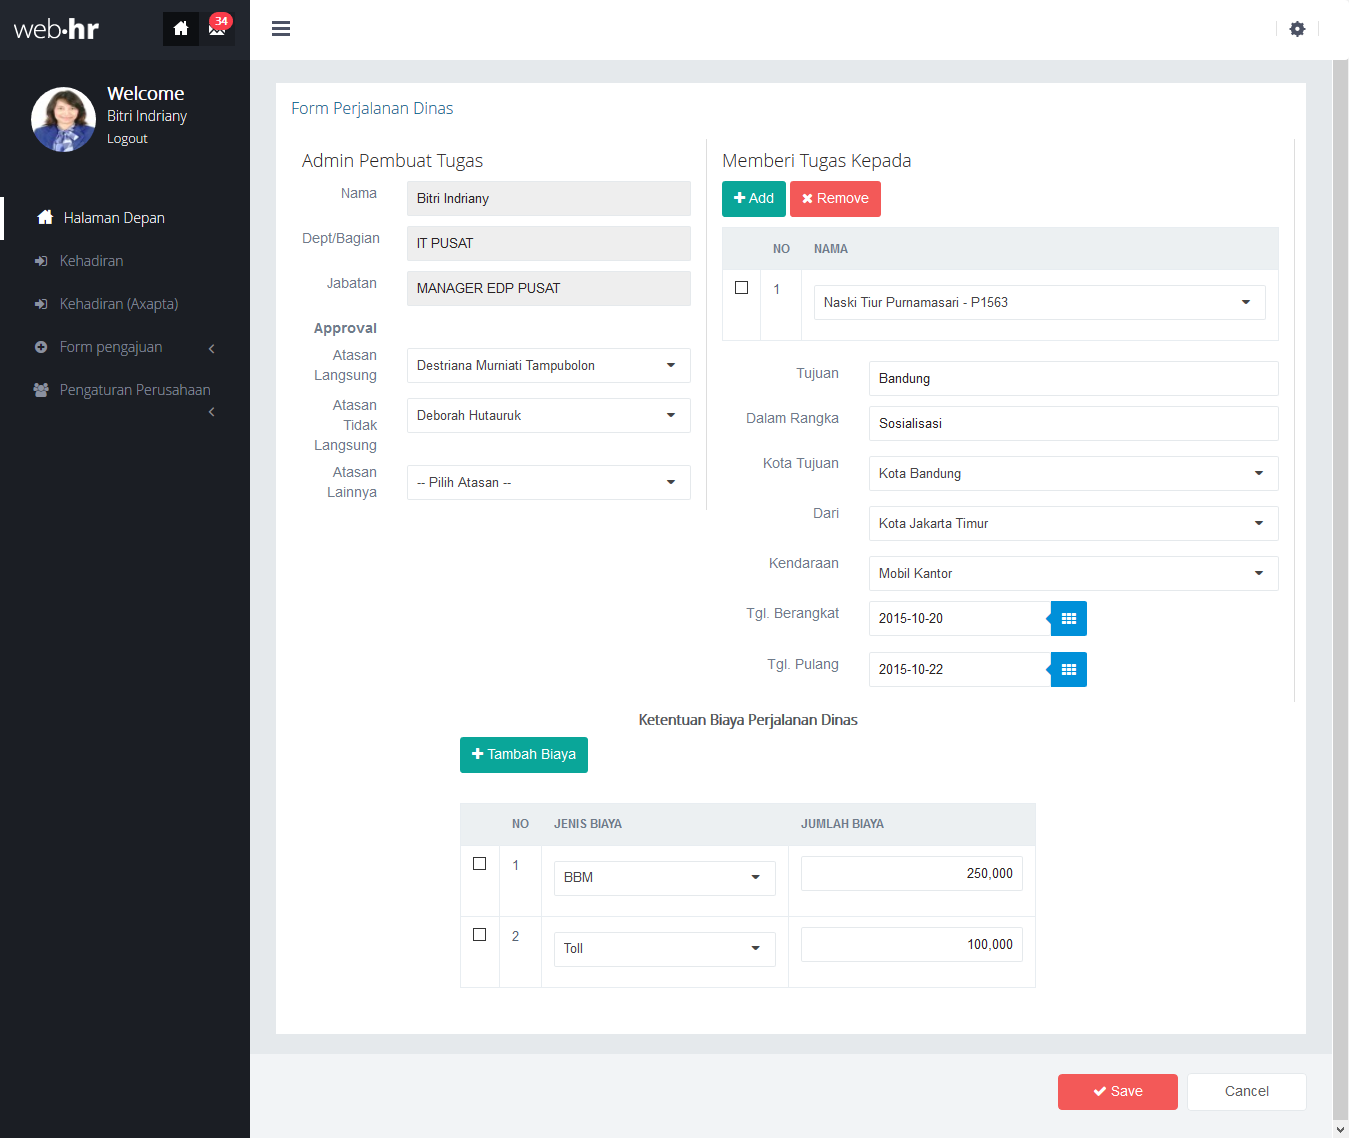 web·hr
34
Welcome
Bitri Indriany
Logout
Halaman Depan
Kehadiran
Kehadiran (Axapta)
Form pengajuan
Pengaturan Perusahaan
Form Perjalanan Dinas
Admin Pembuat Tugas
Nama
Bitri Indriany
Dept/Bagian
IT PUSAT
Jabatan
MANAGER EDP PUSAT
Approval
Atasan
Langsung
Destriana Murniati Tampubolon
Atasan
Tidak
Langsung
Deborah Hutauruk
Atasan
Lainnya
-- Pilih Atasan --
Memberi Tugas Kepada
Add
Remove
NO NAMA
1 Naski Tiur Purnamasari - P1563
Tujuan Bandung
Dalam Rangka Sosialisasi
Kota Tujuan Kota Bandung
Dari Kota Jakarta Timur
Kendaraan Mobil Kantor
Tgl. Berangkat 2015-10-20
Tgl. Pulang 2015-10-22
Ketentuan Biaya Perjalanan Dinas
Tambah Biaya
NO JENIS BIAYA JUMLAH BIAYA
1 BBM 250,000
2 Toll 100,000
Save
Cancel